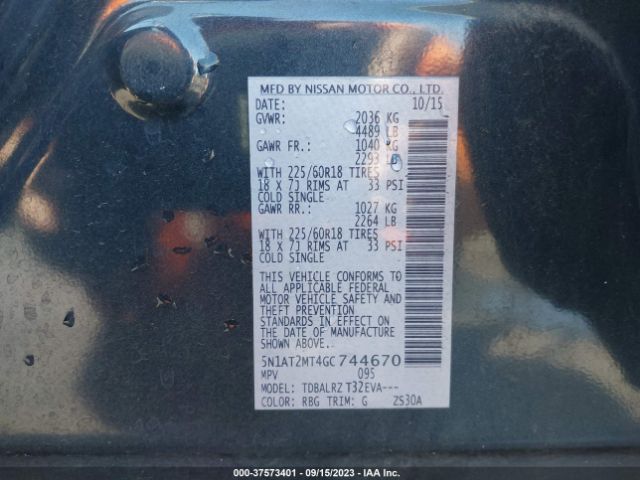 MFD BY NISSAN MOTOR CO., LTD.
DATE: 10/15
GVWR: 2036 KG
4489 LB
GAWR FR.: 1040 KG
2293 LB
WITH 225/60R18 TIRES
18 X 7J RIMS AT 33 PSI
COLD SINGLE
GAWR RR.: 1027 KG
2264 LB
WITH 225/60R18 TIRES
18 X 7J RIMS AT 33 PSI
COLD SINGLE
THIS VEHICLE CONFORMS TO
ALL APPLICABLE FEDERAL
MOTOR VEHICLE SAFETY AND
THEFT PREVENTION
STANDARDS IN EFFECT ON
THE DATE OF MANUFACTURE
SHOWN ABOVE.
5N1AT2MT4GC744670
MPV 095
MODEL: TDBALRZ T32EVA---
COLOR: RBG TRIM: G ZS30A
000-37573401 - 09/15/2023 - IAA Inc.